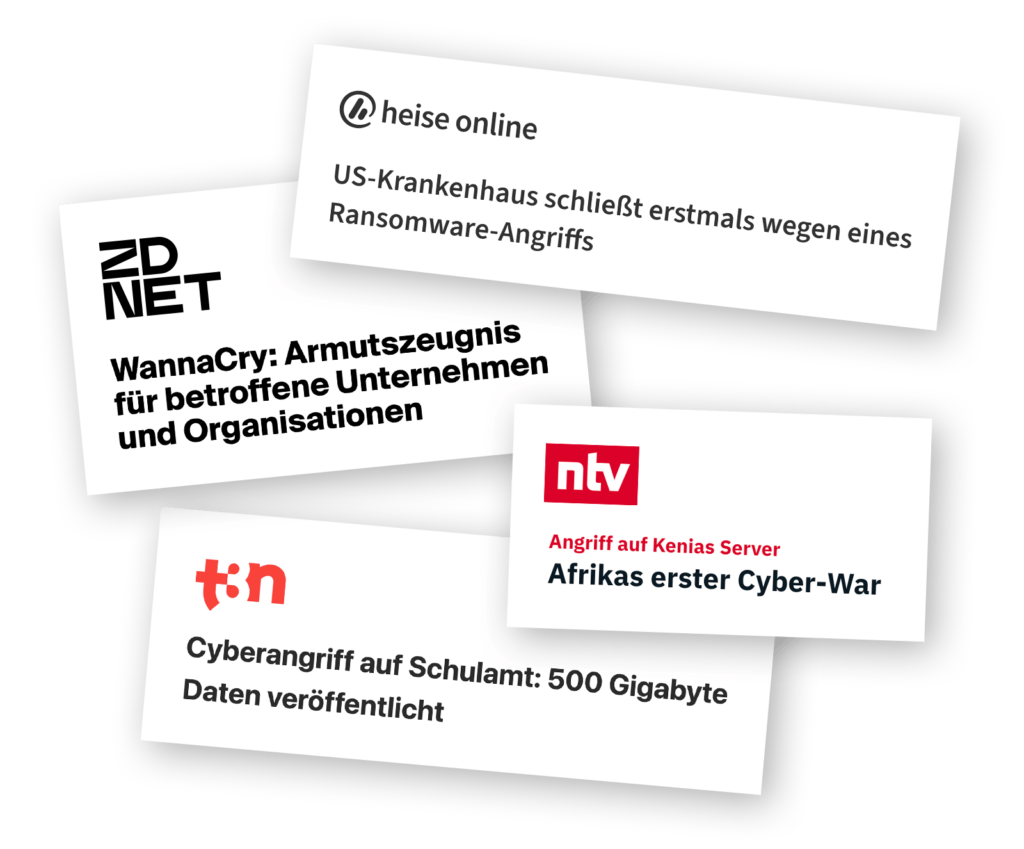 heise online
US-Krankenhaus schließt erstmals wegen eines
Ransomware-Angriffs
ZD
NET
WannaCry: Armutszeugnis
für betroffene Unternehmen
und Organisationen
ntv
Angriff auf Kenias Server
Afrikas erster Cyber-War
t3n
Cyberangriff auf Schulamt: 500 Gigabyte
Daten veröffentlicht